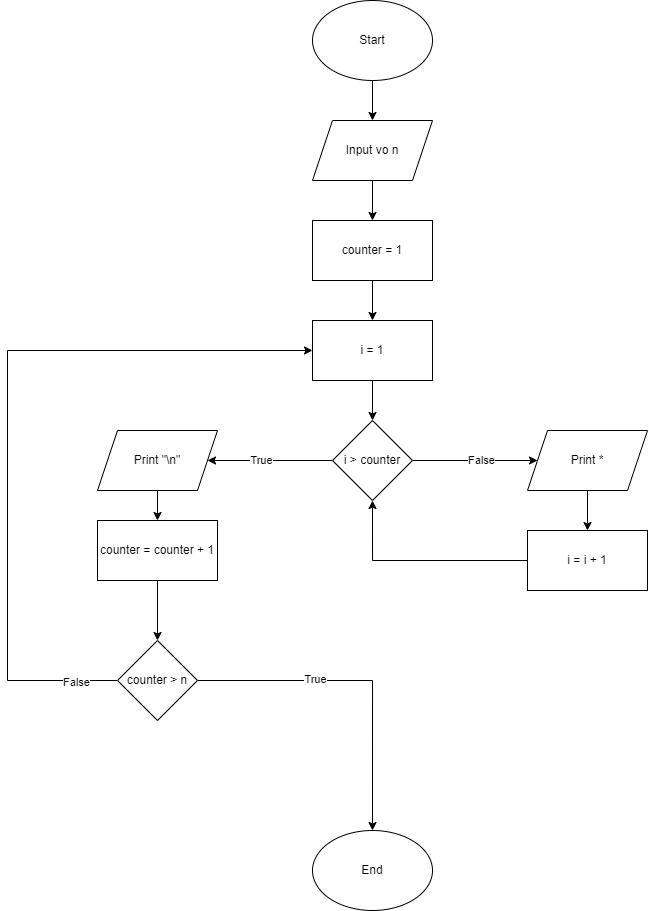 Start
Input vo n
counter = 1
i = 1
i > counter
True
False
Print "\n"
Print *
counter = counter + 1
i = i + 1
counter > n
False
True
End